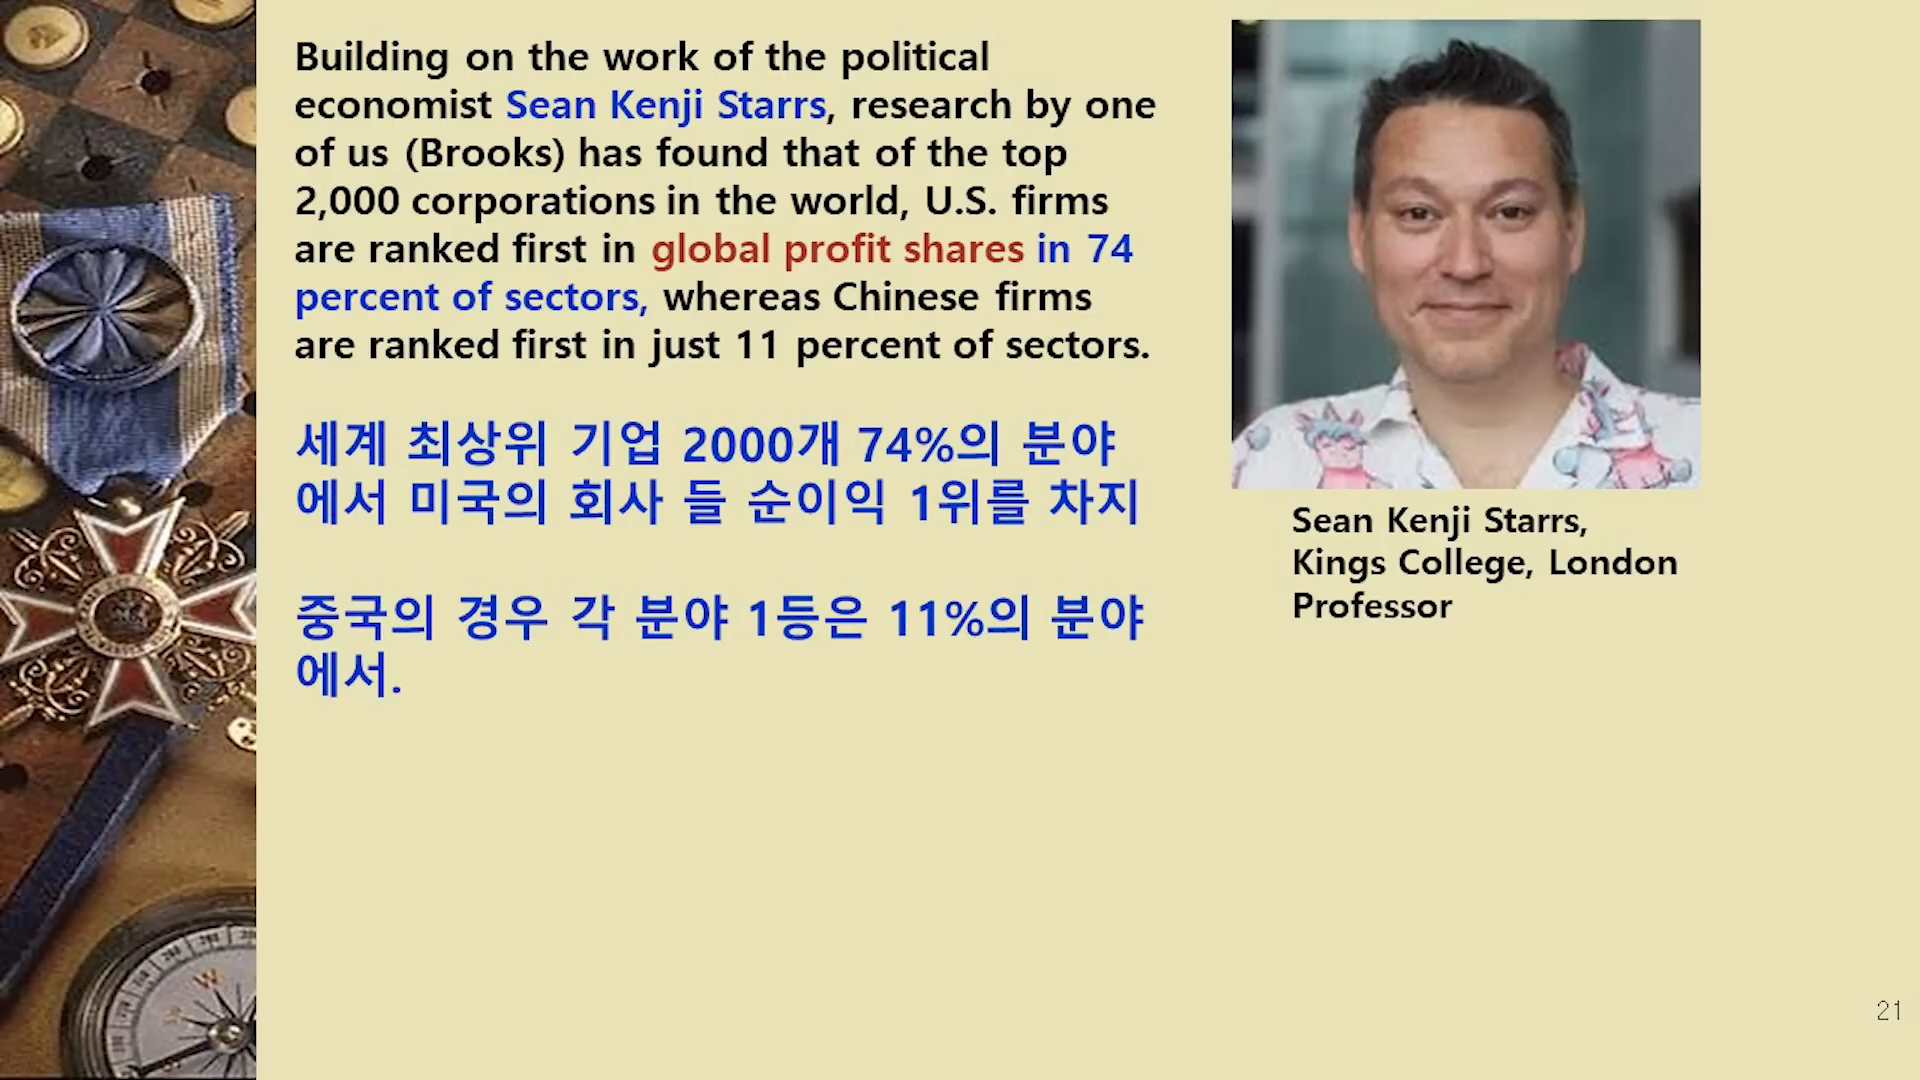 Building on the work of the political
economist Sean Kenji Starrs, research by one
of us (Brooks) has found that of the top
2,000 corporations in the world, U.S. firms
are ranked first in global profit shares in 74
percent of sectors, whereas Chinese firms
are ranked first in just 11 percent of sectors.
세계 최상위 기업 2000개 74%의 분야
에서 미국의 회사 들 순이익 1위를 차지
중국의 경우 각 분야 1등은 11%의 분야
에서.
Sean Kenji Starrs,
Kings College, London
Professor
21